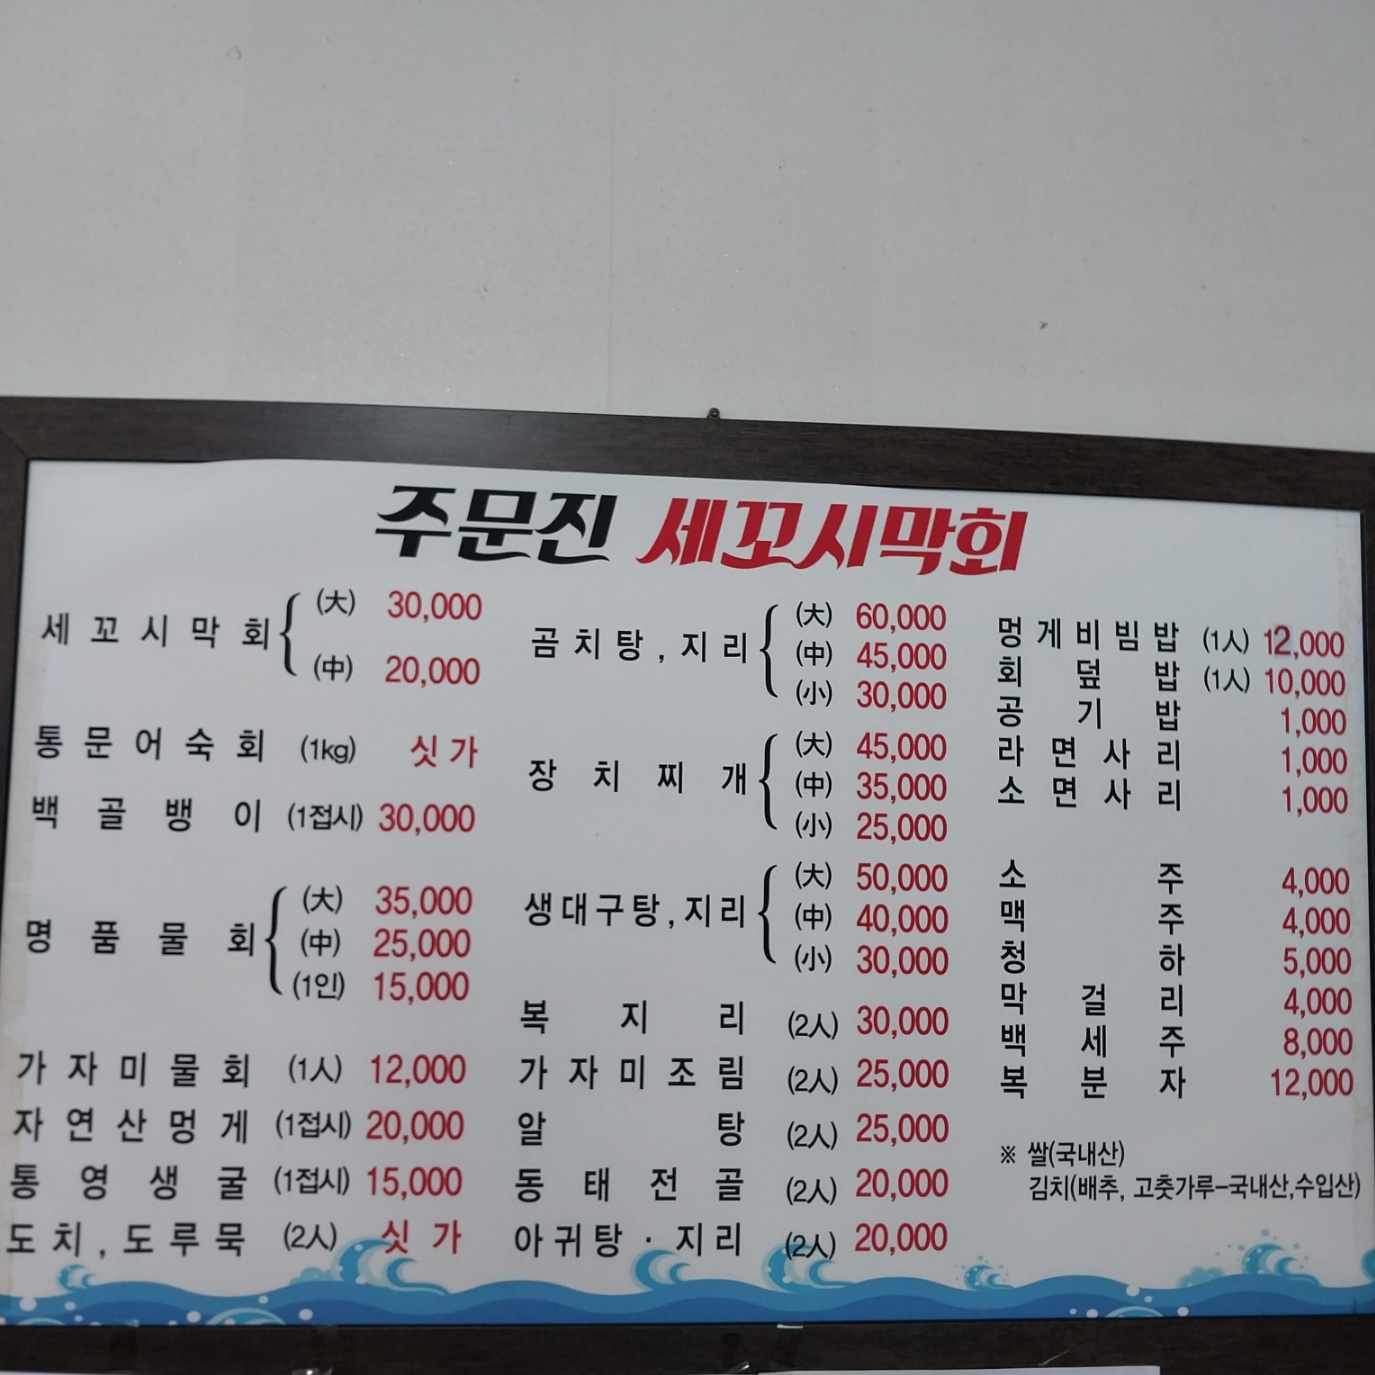 주문진 세꼬시막회
세꼬시막회 (大) 30,000
(中) 20,000
통문어숙회 (1kg) 싯가
백골뱅이 (1접시) 30,000
명품물회 (大) 35,000
(中) 25,000
(1인) 15,000
가자미물회 (1人) 12,000
자연산멍게 (1접시) 20,000
통영생굴 (1접시) 15,000
도치, 도루묵 (2人) 싯가
곰치탕, 지리 (大) 60,000
(中) 45,000
(小) 30,000
장치찌개 (大) 45,000
(中) 35,000
(小) 25,000
생대구탕, 지리 (大) 50,000
(中) 40,000
(小) 30,000
복지리 (2人) 30,000
가자미조림 (2人) 25,000
알탕 (2人) 25,000
동태전골 (2人) 20,000
아귀탕 · 지리 (2人) 20,000
멍게비빔밥 (1人) 12,000
회덮밥 (1人) 10,000
공기밥 1,000
라면사리 1,000
소면사리 1,000
소주 4,000
맥주 4,000
청하 5,000
막걸리 4,000
백세주 8,000
복분자 12,000
※ 쌀(국내산)
김치(배추, 고춧가루-국내산,수입산)